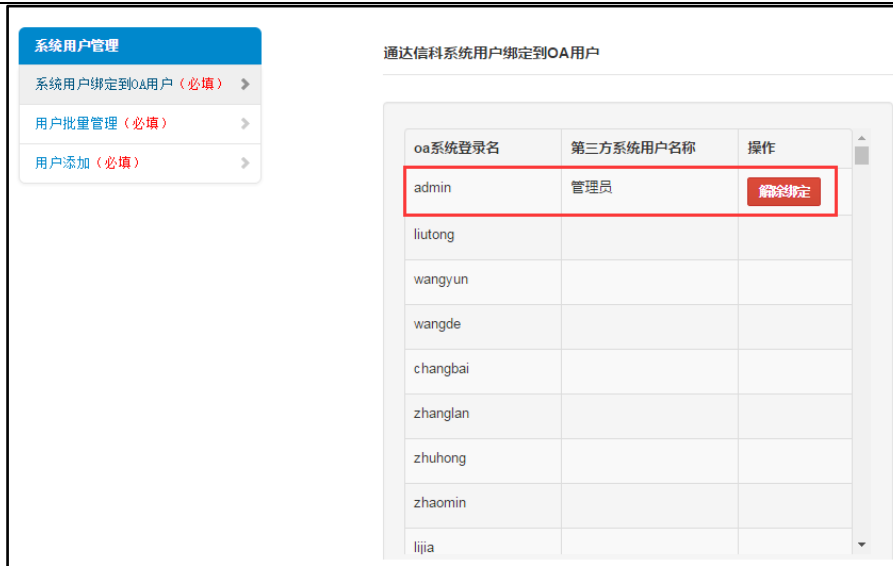 系统用户管理
系统用户绑定到OA用户（必填）
用户批量管理（必填）
用户添加（必填）
通达信科系统用户绑定到OA用户
oa系统登录名 第三方系统用户名称 操作
admin 管理员 解除绑定
liutong
wangyun
wangde
changbai
zhanglan
zhuhong
zhaomin
lijia